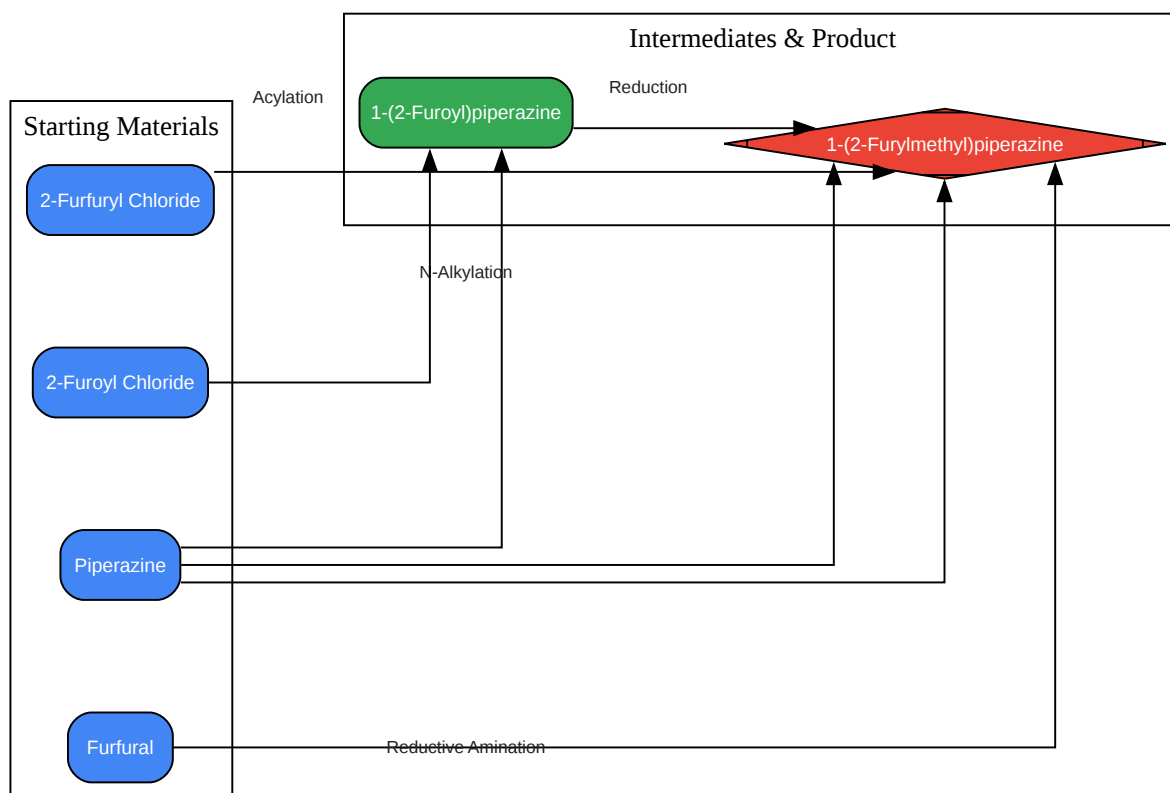 Intermediates & Product
Acylation
Reduction
1-(2-Furoyl)piperazine
Starting Materials
1-(2-Furylmethyl)piperazine
2-Furfuryl Chloride
N-Alkylation
2-Furoyl Chloride
Piperazine
Furfural
Reductive Amination